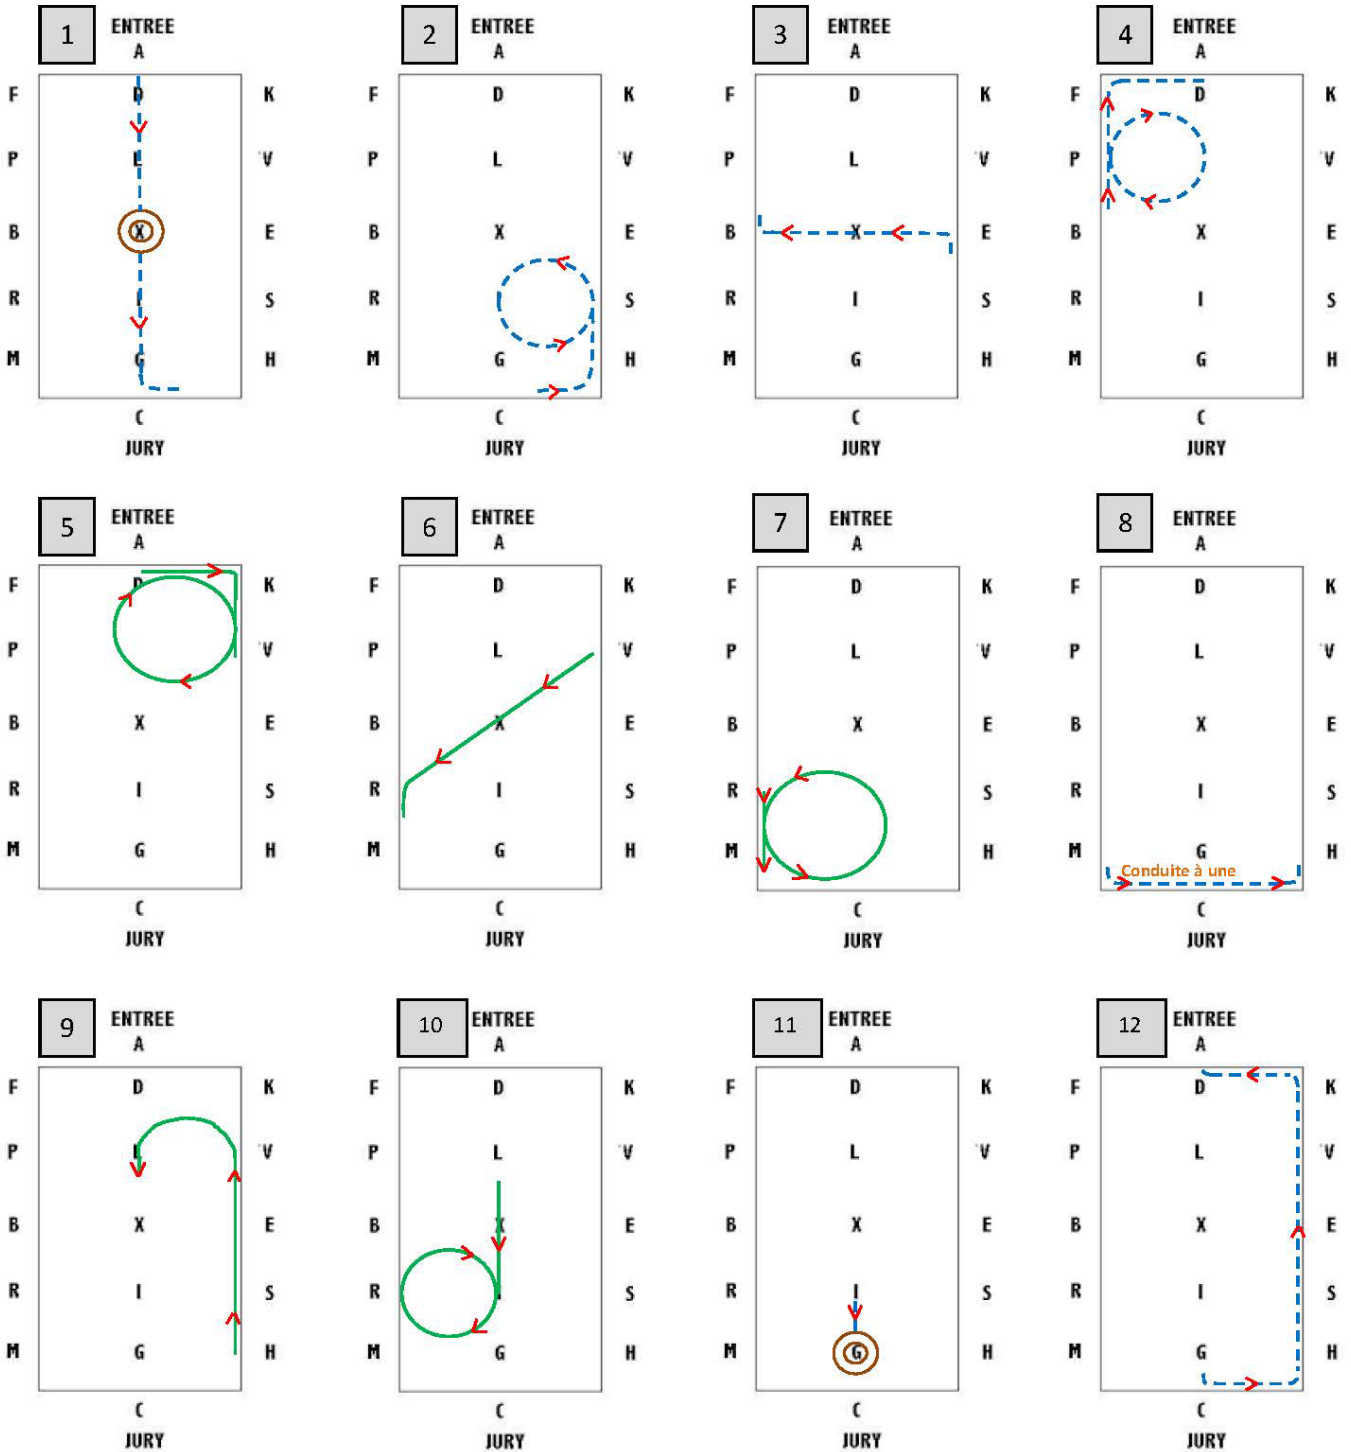 1 ENTREE 2 ENTREE 3 ENTREE 4 ENTREE
A A A A
F D K F D K F D K F D K
P L V P L V P L V P L V
B X E B X E B X E B X E
R I S R S R I S R I S
M G H M G H M G H M G H
C C C C
JURY JURY JURY JURY
5 ENTREE 6 ENTREE 7 ENTREE 8 ENTREE
A A A A
F D K F D K F D K F D K
P V P L V P L V P L V
B X E B X E B X E B X E
R I S R I S R S R I S
M G H M G H M H M G H
Conduite à une
C C C C
JURY JURY JURY JURY
9 ENTREE 10 ENTREE 11 ENTREE 12 ENTREE
A A A A
F D K F D K F D K F D K
P L V P L V P L V P L V
B X E B X E B X E B X E
R I S R I S R I S R I S
M G H M G H M G H M G H
C C C C
JURY JURY JURY JURY